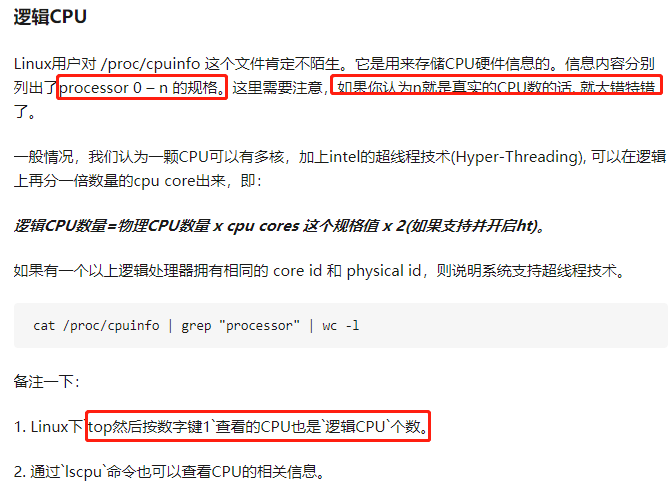 逻辑CPU
Linux用户对 /proc/cpuinfo 这个文件肯定不陌生。它是用来存储CPU硬件信息的。信息内容分别
列出了processor 0 – n 的规格。这里需要注意，如果你认为n就是真实的CPU数的话, 就大错特错
了。
一般情况，我们认为一颗CPU可以有多核，加上intel的超线程技术(Hyper-Threading), 可以在逻辑
上再分一倍数量的cpu core出来，即：
逻辑CPU数量=物理CPU数量 x cpu cores 这个规格值 x 2(如果支持并开启ht)。
如果有一个以上逻辑处理器拥有相同的 core id 和 physical id，则说明系统支持超线程技术。
cat /proc/cpuinfo | grep "processor" | wc -l
备注一下：
1. Linux下`top然后按数字键1`查看的CPU也是`逻辑CPU`个数。
2. 通过`lscpu`命令也可以查看CPU的相关信息。